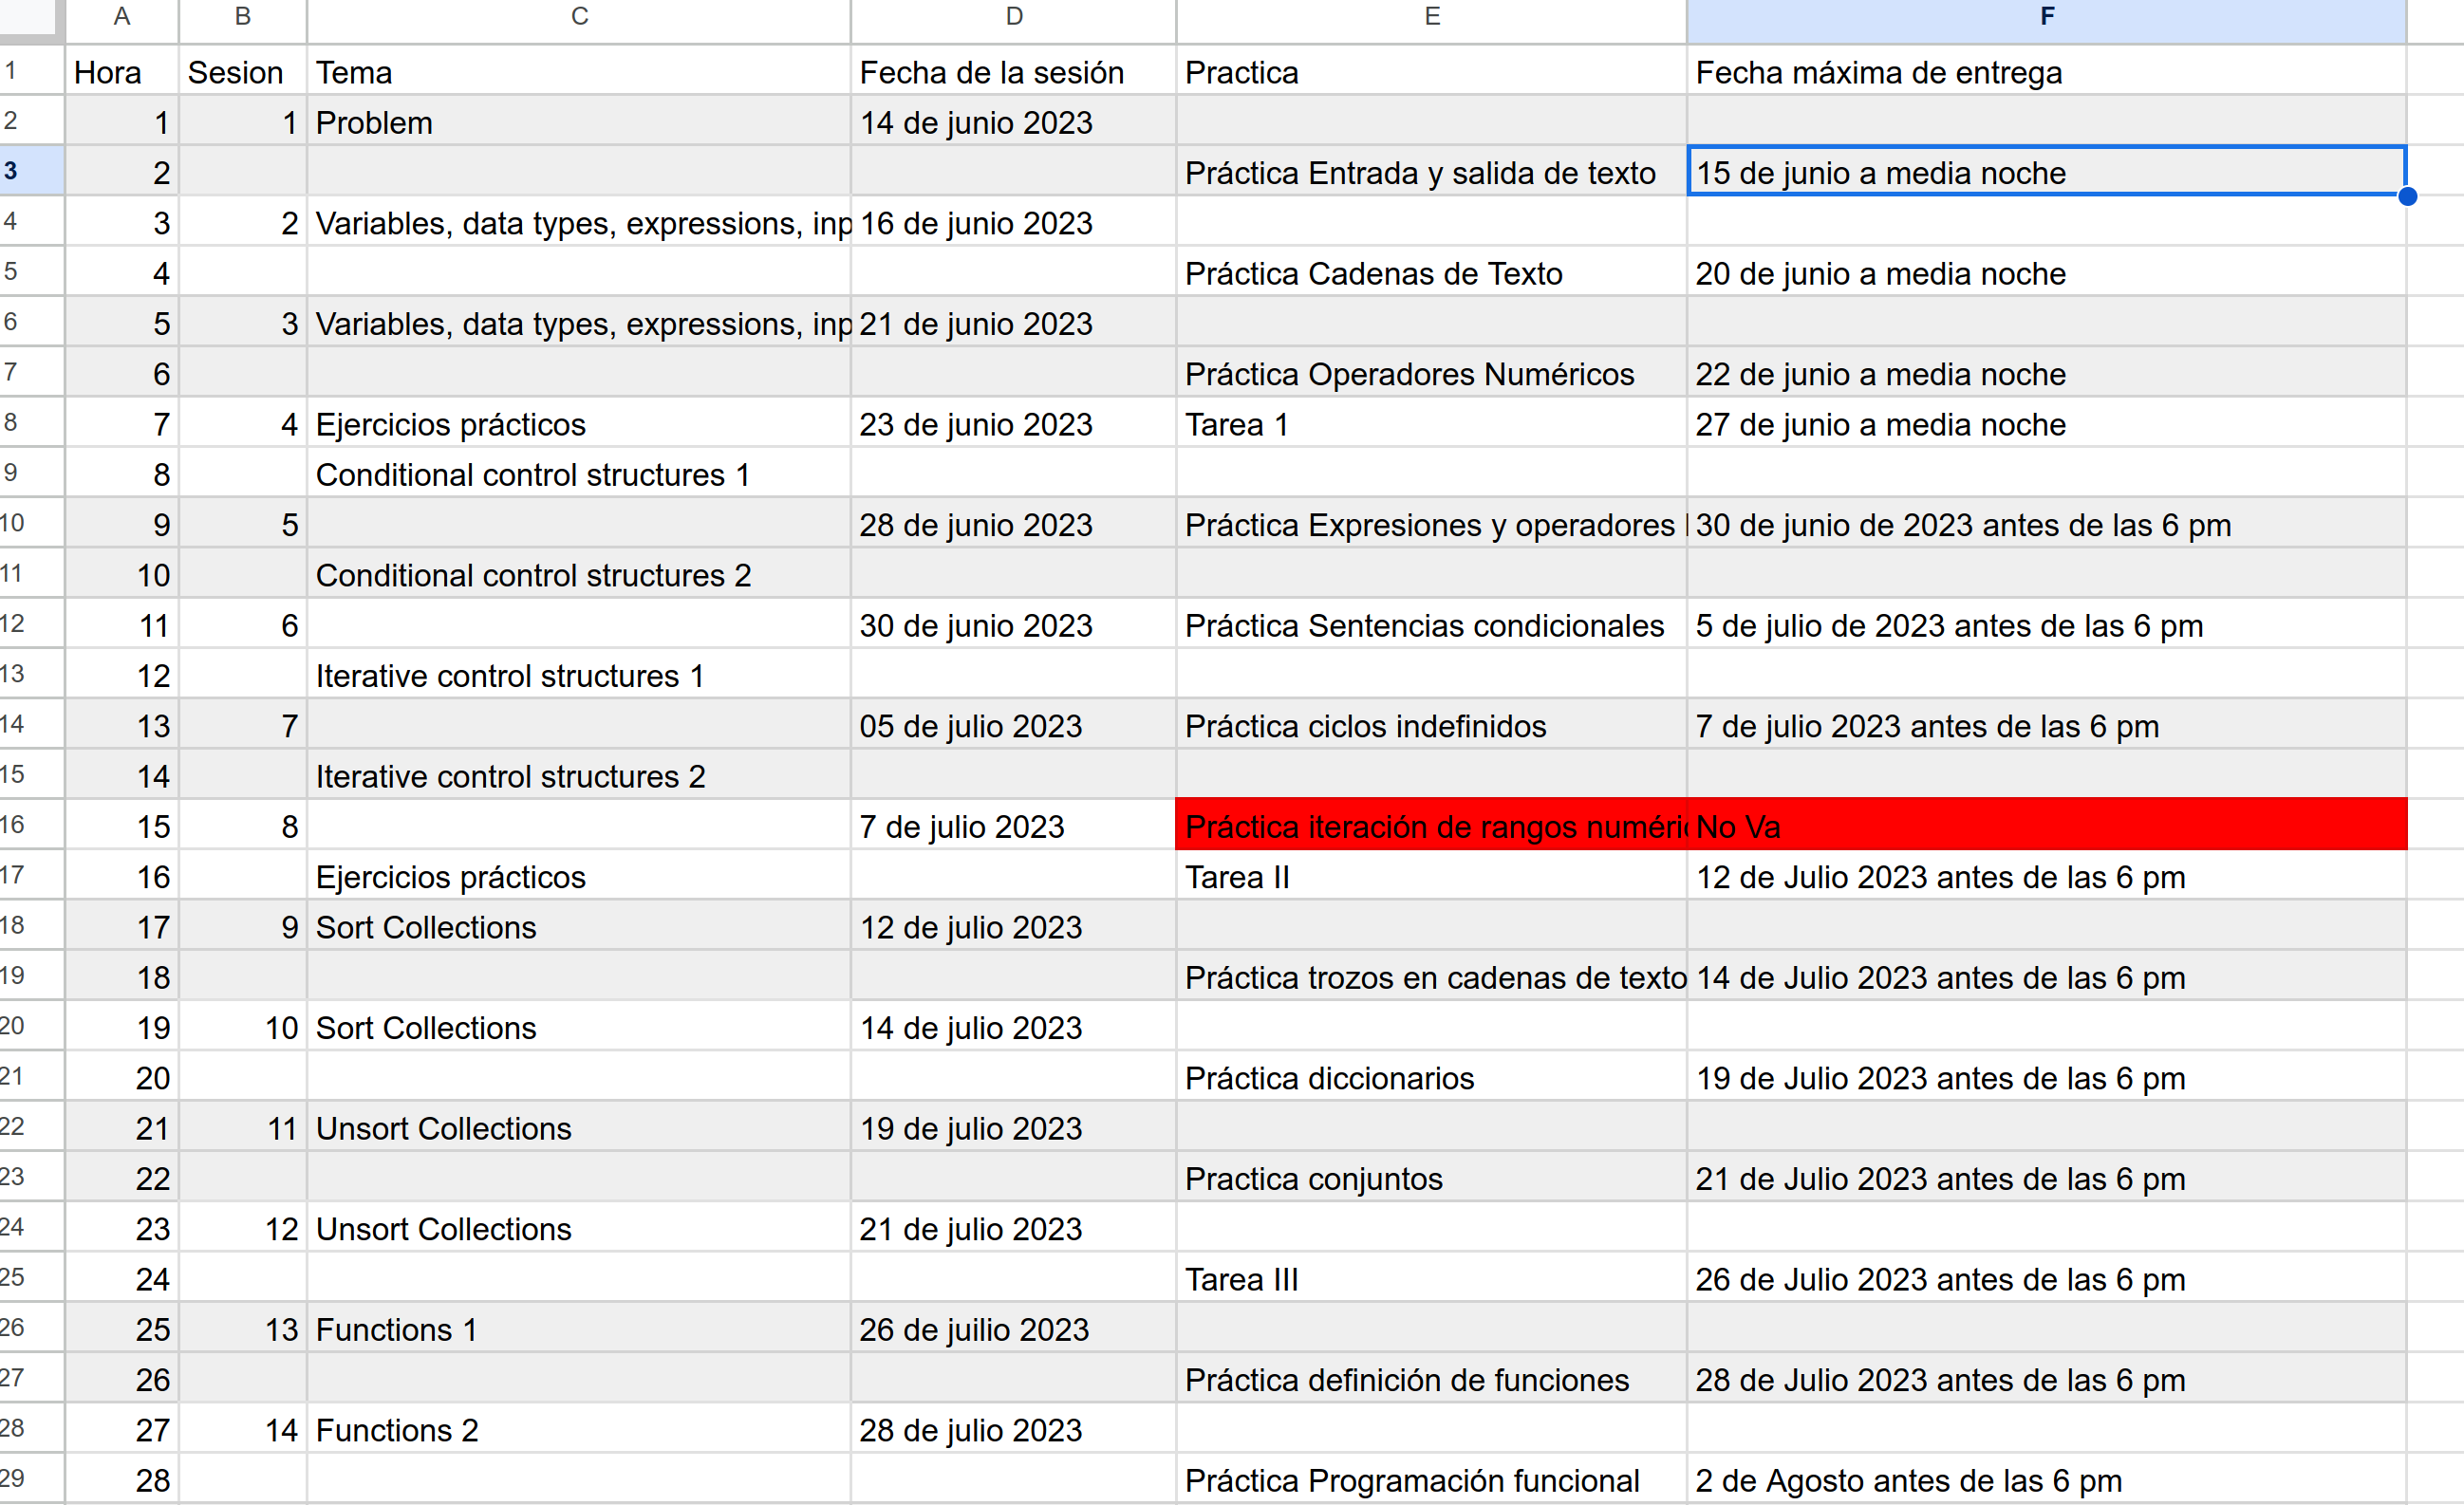 A B C D E F
1 Hora Sesion Tema Fecha de la sesión Practica Fecha máxima de entrega
2 1 1 Problem 14 de junio 2023
3 2 Práctica Entrada y salida de texto 15 de junio a media noche
4 3 2 Variables, data types, expressions, inp 16 de junio 2023
5 4 Práctica Cadenas de Texto 20 de junio a media noche
6 5 3 Variables, data types, expressions, inp 21 de junio 2023
7 6 Práctica Operadores Numéricos 22 de junio a media noche
8 7 4 Ejercicios prácticos 23 de junio 2023 Tarea 1 27 de junio a media noche
9 8 Conditional control structures 1
10 9 5 28 de junio 2023 Práctica Expresiones y operadores 30 de junio de 2023 antes de las 6 pm
11 10 Conditional control structures 2
12 11 6 30 de junio 2023 Práctica Sentencias condicionales 5 de julio de 2023 antes de las 6 pm
13 12 Iterative control structures 1
14 13 7 05 de julio 2023 Práctica ciclos indefinidos 7 de julio 2023 antes de las 6 pm
15 14 Iterative control structures 2
16 15 8 7 de julio 2023 Práctica iteración de rangos numéric No Va
17 16 Ejercicios prácticos Tarea II 12 de Julio 2023 antes de las 6 pm
18 17 9 Sort Collections 12 de julio 2023
19 18 Práctica trozos en cadenas de texto 14 de Julio 2023 antes de las 6 pm
20 19 10 Sort Collections 14 de julio 2023
21 20 Práctica diccionarios 19 de Julio 2023 antes de las 6 pm
22 21 11 Unsort Collections 19 de julio 2023
23 22 Practica conjuntos 21 de Julio 2023 antes de las 6 pm
24 23 12 Unsort Collections 21 de julio 2023
25 24 Tarea III 26 de Julio 2023 antes de las 6 pm
26 25 13 Functions 1 26 de juilio 2023
27 26 Práctica definición de funciones 28 de Julio 2023 antes de las 6 pm
28 27 14 Functions 2 28 de julio 2023
29 28 Práctica Programación funcional 2 de Agosto antes de las 6 pm